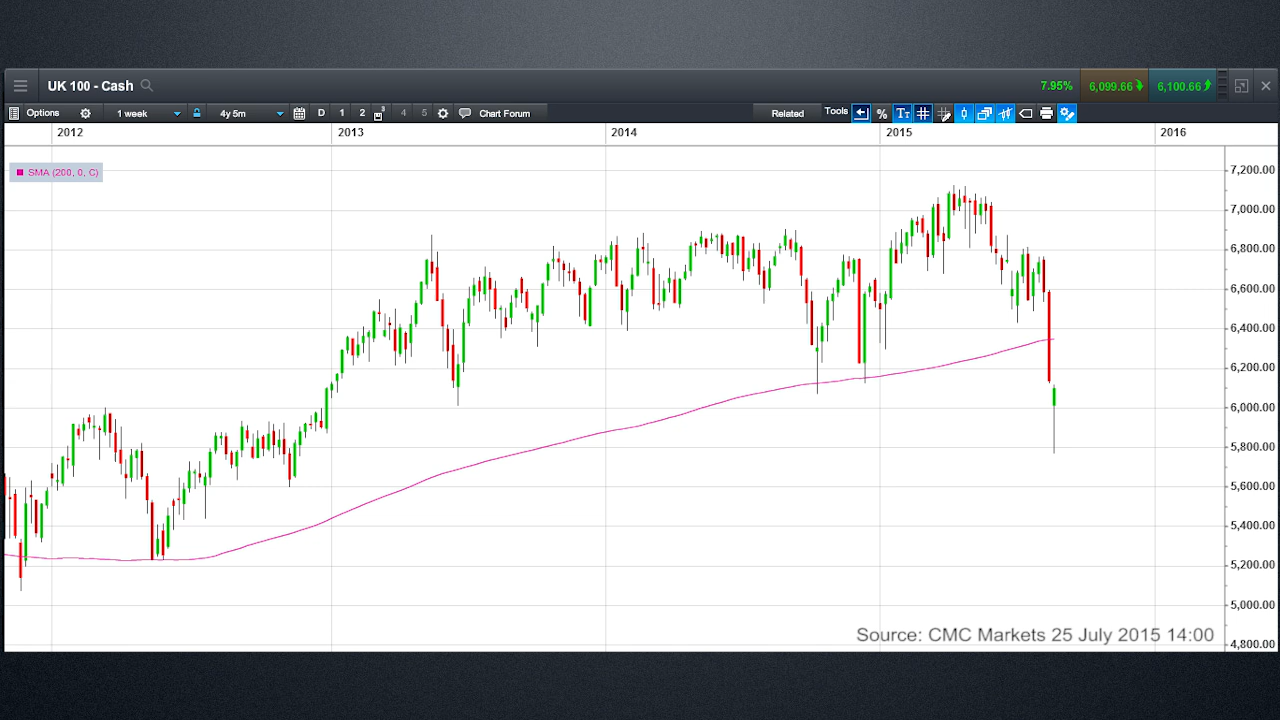 UK 100 - Cash
7.95% 6,099.66 6,100.66
Options 1 week 4y 5m D 1 2 3 4 5 Chart Forum Related Tools % Tт
2012 2013 2014 2015 2016
SMA (200, 0, C)
7,200.00
7,000.00
6,800.00
6,600.00
6,400.00
6,200.00
6,000.00
5,800.00
5,600.00
5,400.00
5,200.00
5,000.00
4,800.00
Source: CMC Markets 25 July 2015 14:00